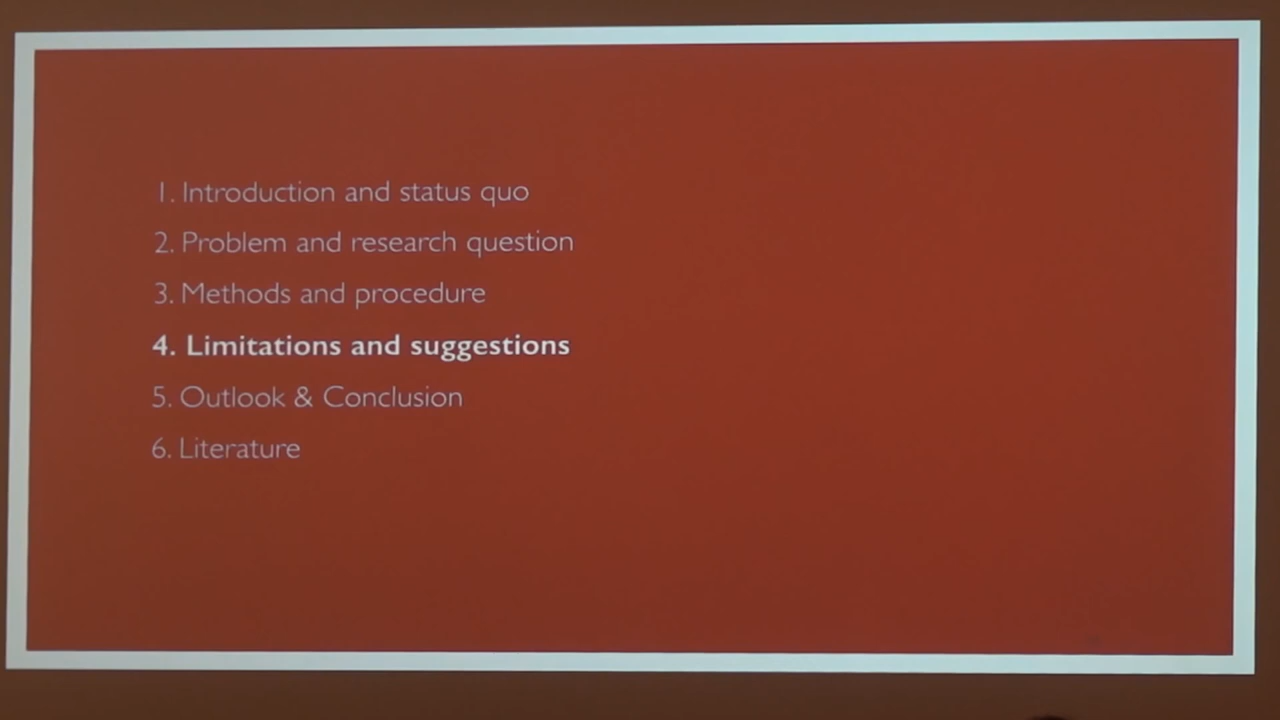 1. Introduction and status quo
2. Problem and research question
3. Methods and procedure
4. Limitations and suggestions
5. Outlook & Conclusion
6. Literature